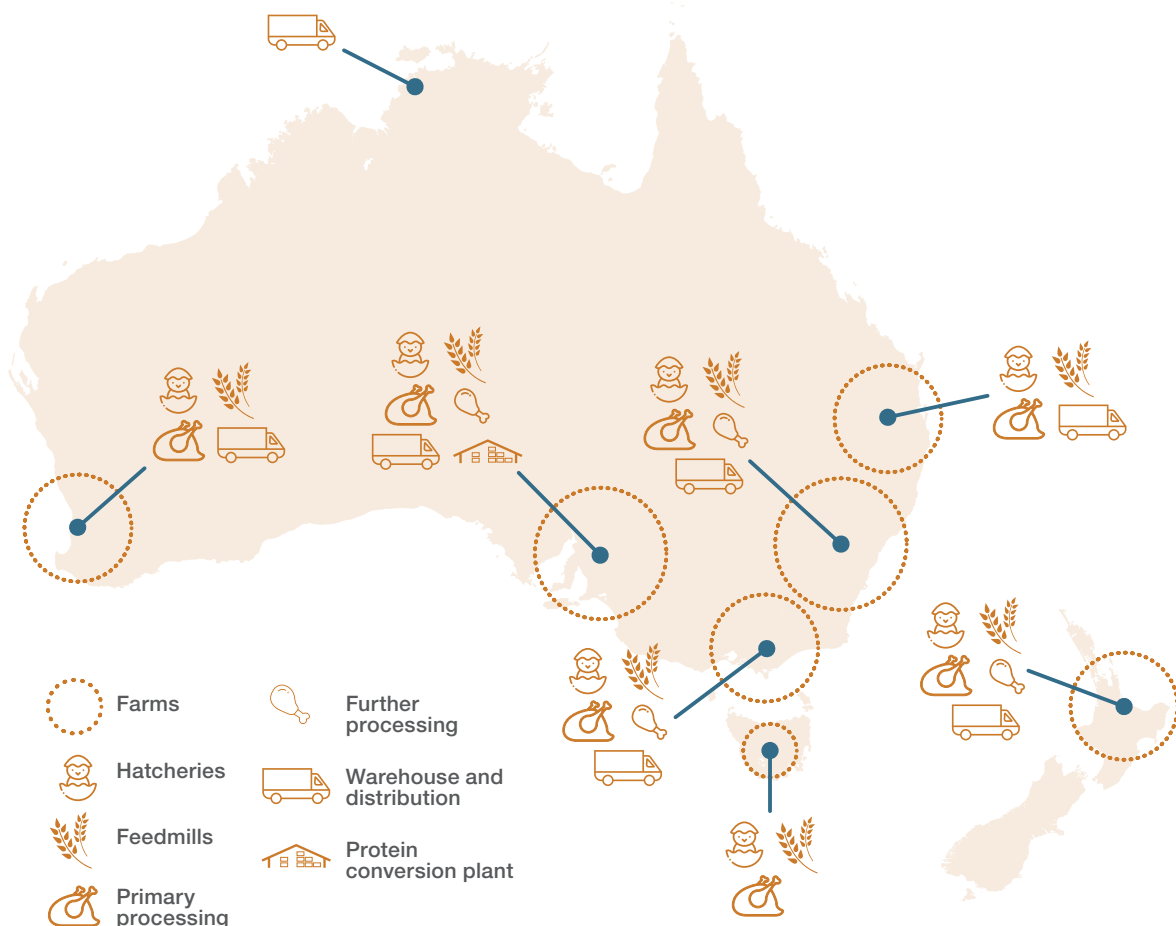 Farms
Hatcheries
Feedmills
Primary
processing
Further
processing
Warehouse and
distribution
Protein
conversion plant